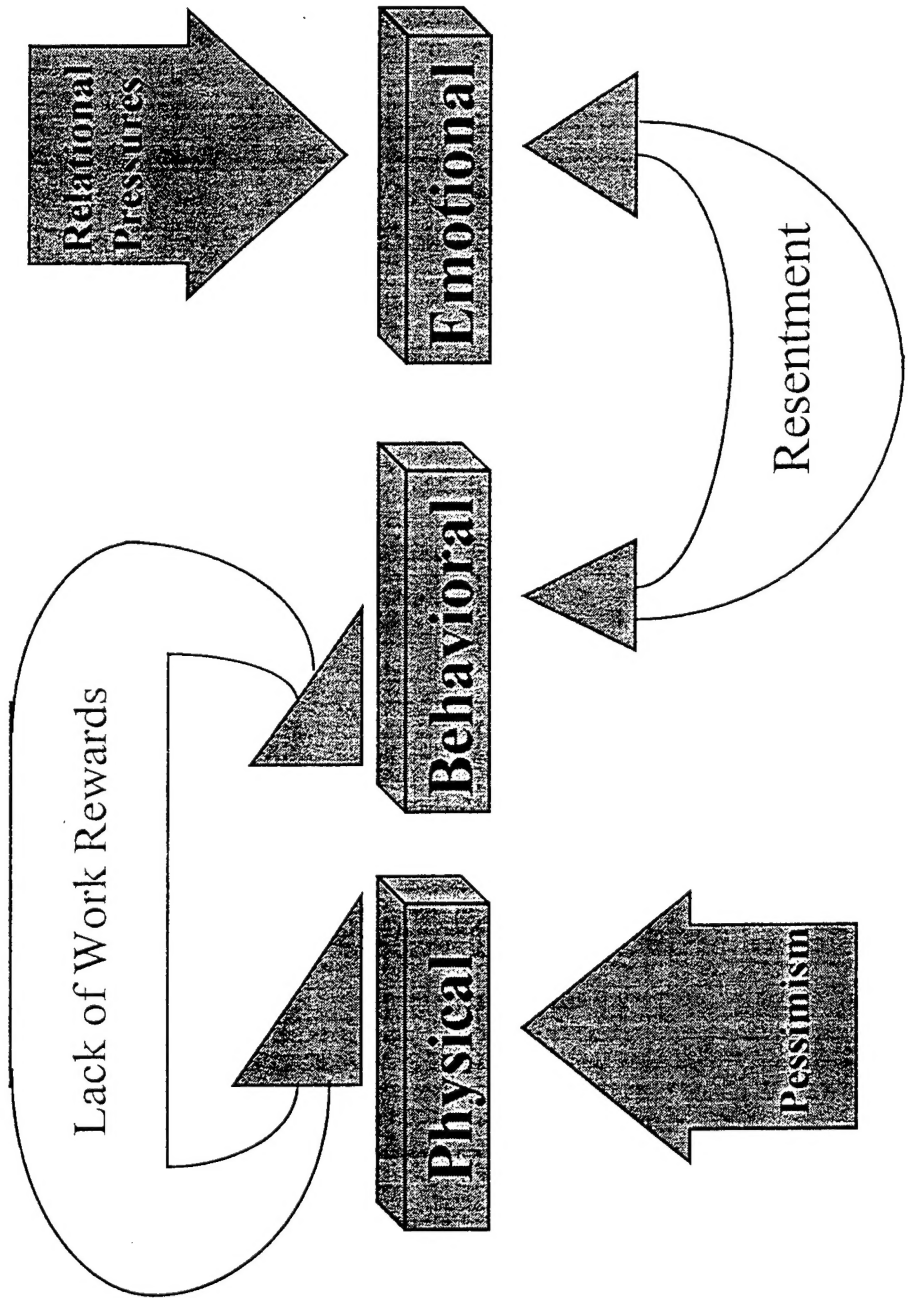 Lack of Work Rewards
Relational
Pressures
Physical
Behavioral
Emotional
Pessimism
Resentment